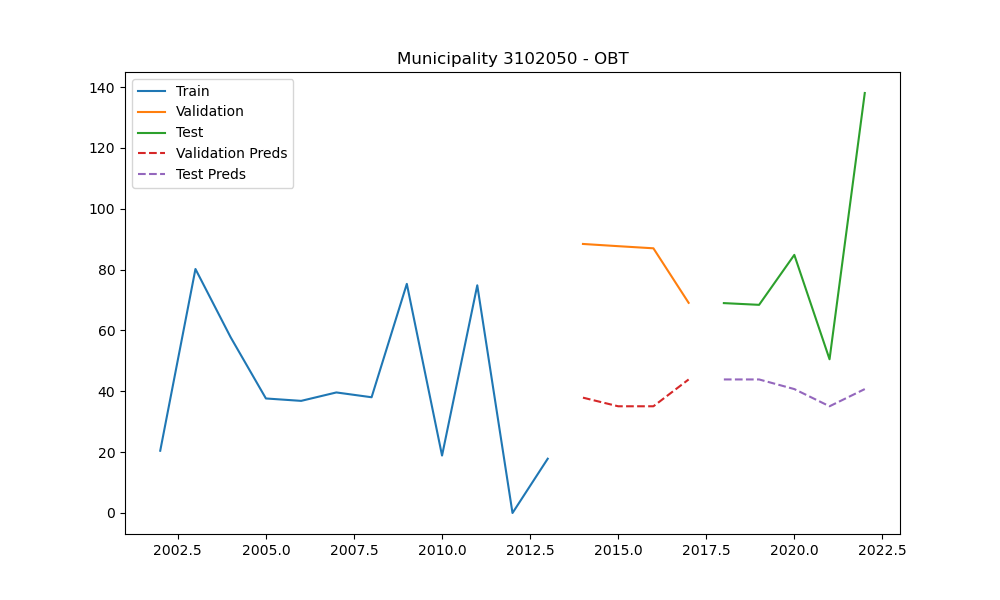 Municipality 3102050 - OBT
Train
Validation
Test
Validation Preds
Test Preds
140
120
100
80
60
40
20
0
2002.5 2005.0 2007.5 2010.0 2012.5 2015.0 2017.5 2020.0 2022.5